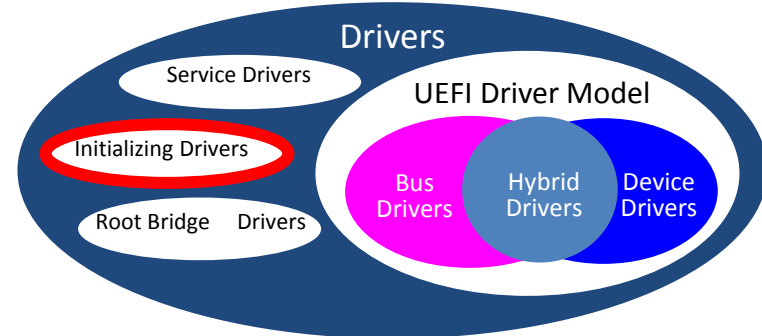 Drivers
Service Drivers
UEFI Driver Model
Initializing Drivers
Bus
Drivers
Hybrid
Drivers
Device
Drivers
Root Bridge Drivers